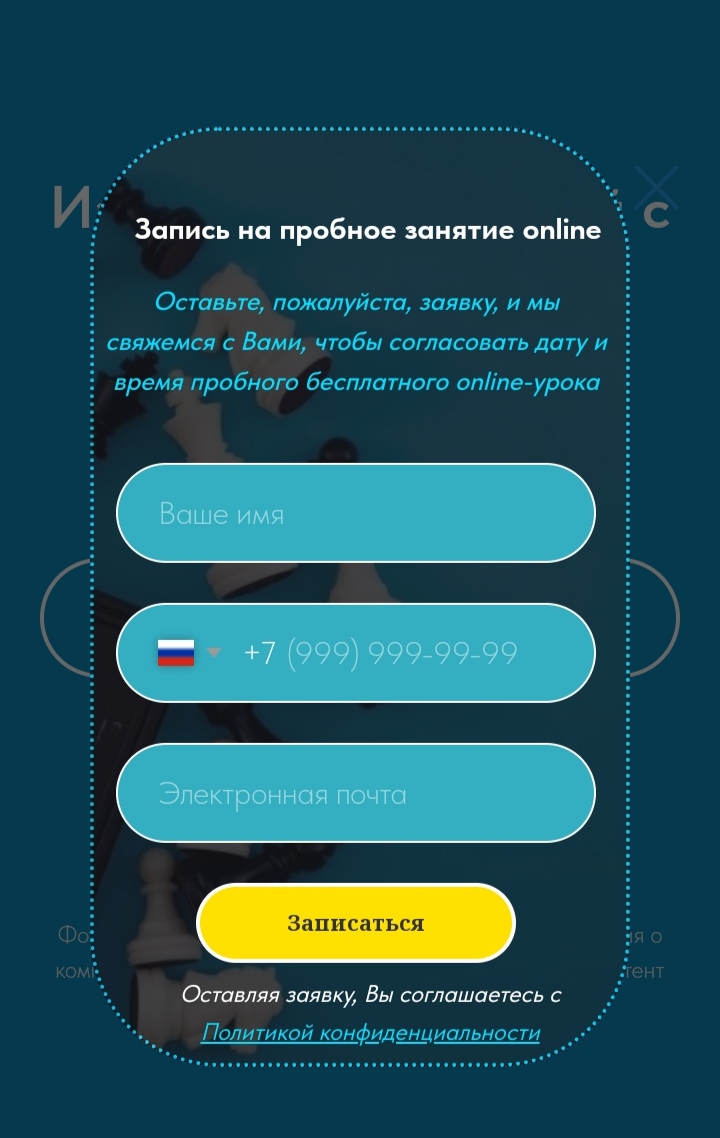 с
Запись на пробное занятие online
Оставьте, пожалуйста, заявку, и мы
свяжемся с Вами, чтобы согласовать дату и
время пробного бесплатного online-урока
Ваше имя
+7 (999) 999-99-99
Электронная почта
Записаться
Оставляя заявку, Вы соглашаетесь с
Политикой конфиденциальности